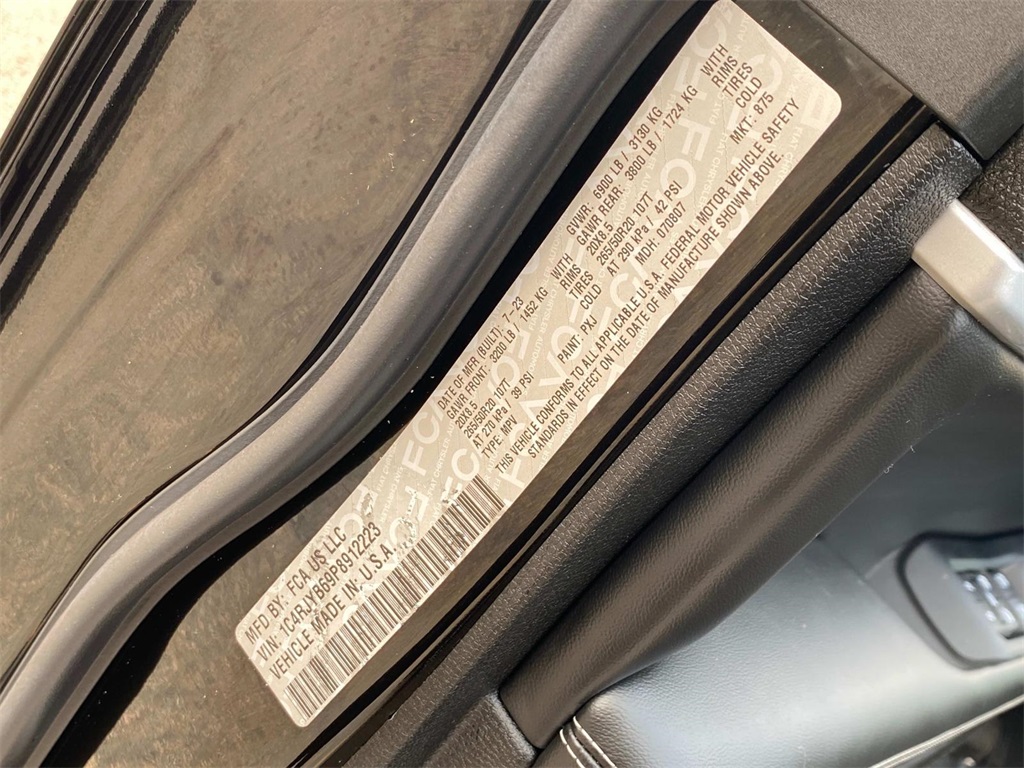 MFD BY: FCA US LLC
DATE OF MFR (BUILT): 7-23
GVWR: 6900 LB / 3130 KG
GAWR FRONT: 3200 LB / 1452 KG WITH
GAWR REAR: 3800 LB / 1724 KG WITH
20X8.5 RIMS
20X8.5 RIMS
265/50R20 107T TIRES
265/50R20 107T TIRES
AT 270 kPa / 39 PSI COLD
AT 290 kPa / 42 PSI COLD
VIN: 1C4RJYB69P8912223
TYPE: MPV
PAINT: PXJ
MDH: 070807
MKT: 875
VEHICLE MADE IN: U.S.A.
THIS VEHICLE CONFORMS TO ALL APPLICABLE U.S.A. FEDERAL MOTOR VEHICLE SAFETY
STANDARDS IN EFFECT ON THE DATE OF MANUFACTURE SHOWN ABOVE.